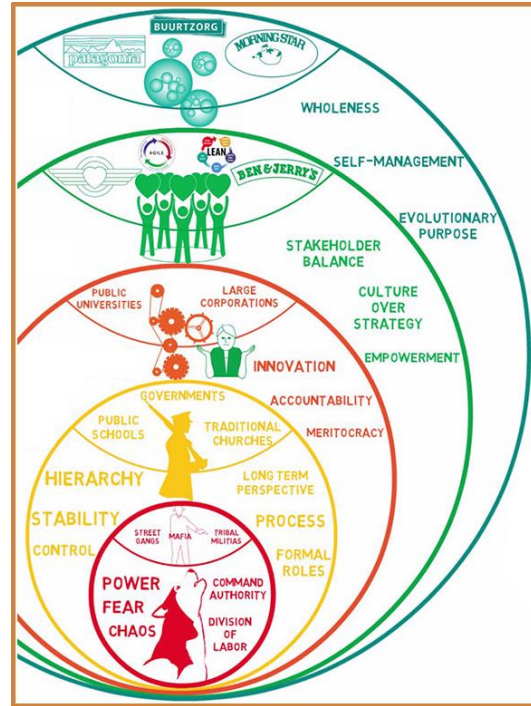 BUURTZORG
patagonia
MORNING STAR
WHOLENESS
SELF-MANAGEMENT
EVOLUTIONARY
PURPOSE
AGILE
LEAN
BEN & JERRY'S
STAKEHOLDER
BALANCE
CULTURE
OVER
STRATEGY
EMPOWERMENT
PUBLIC
UNIVERSITIES
LARGE
CORPORATIONS
INNOVATION
ACCOUNTABILITY
MERITOCRACY
GOVERNMENTS
PUBLIC
SCHOOLS
TRADITIONAL
CHURCHES
HIERARCHY
STABILITY
CONTROL
LONG TERM
PERSPECTIVE
PROCESS
FORMAL
ROLES
STREET
GANGS
MAFIA
TRIBAL
MILITIAS
POWER
FEAR
CHAOS
COMMAND
AUTHORITY
DIVISION
OF
LABOR